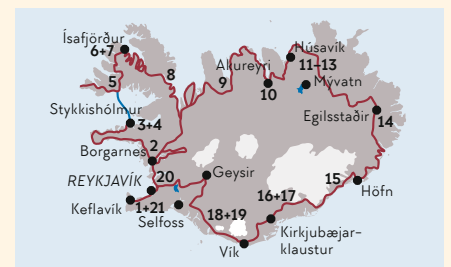 Ísafjörður
6+7
5
8
Stykkishólmur
3+4
Borgarnes
2
REYKJAVÍK
20
Keflavík
1+21
Selfoss
Geysir
18+19
Vík
16+17
Kirkjubæjar-
klaustur
15
Höfn
14
Egilsstaðir
Mývatn
11–13
Húsavík
Akureyri
10
9